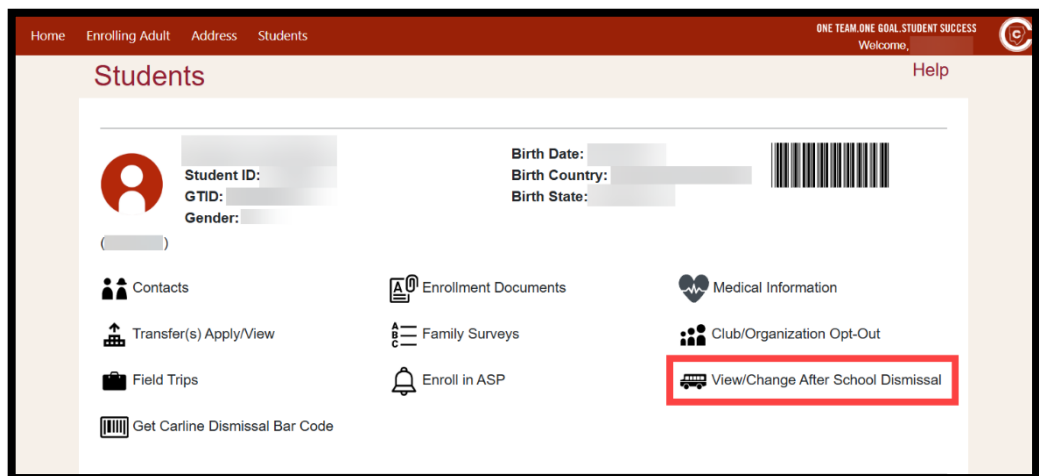 Home Enrolling Adult Address Students
ONE TEAM.ONE GOAL.STUDENT SUCCESS
Welcome,
Students
Help
Student ID:
GTID:
Gender:
( )
Birth Date:
Birth Country:
Birth State:
Contacts
Enrollment Documents
Medical Information
Transfer(s) Apply/View
A
B
C
Family Surveys
Club/Organization Opt-Out
Field Trips
Enroll in ASP
View/Change After School Dismissal
Get Carline Dismissal Bar Code